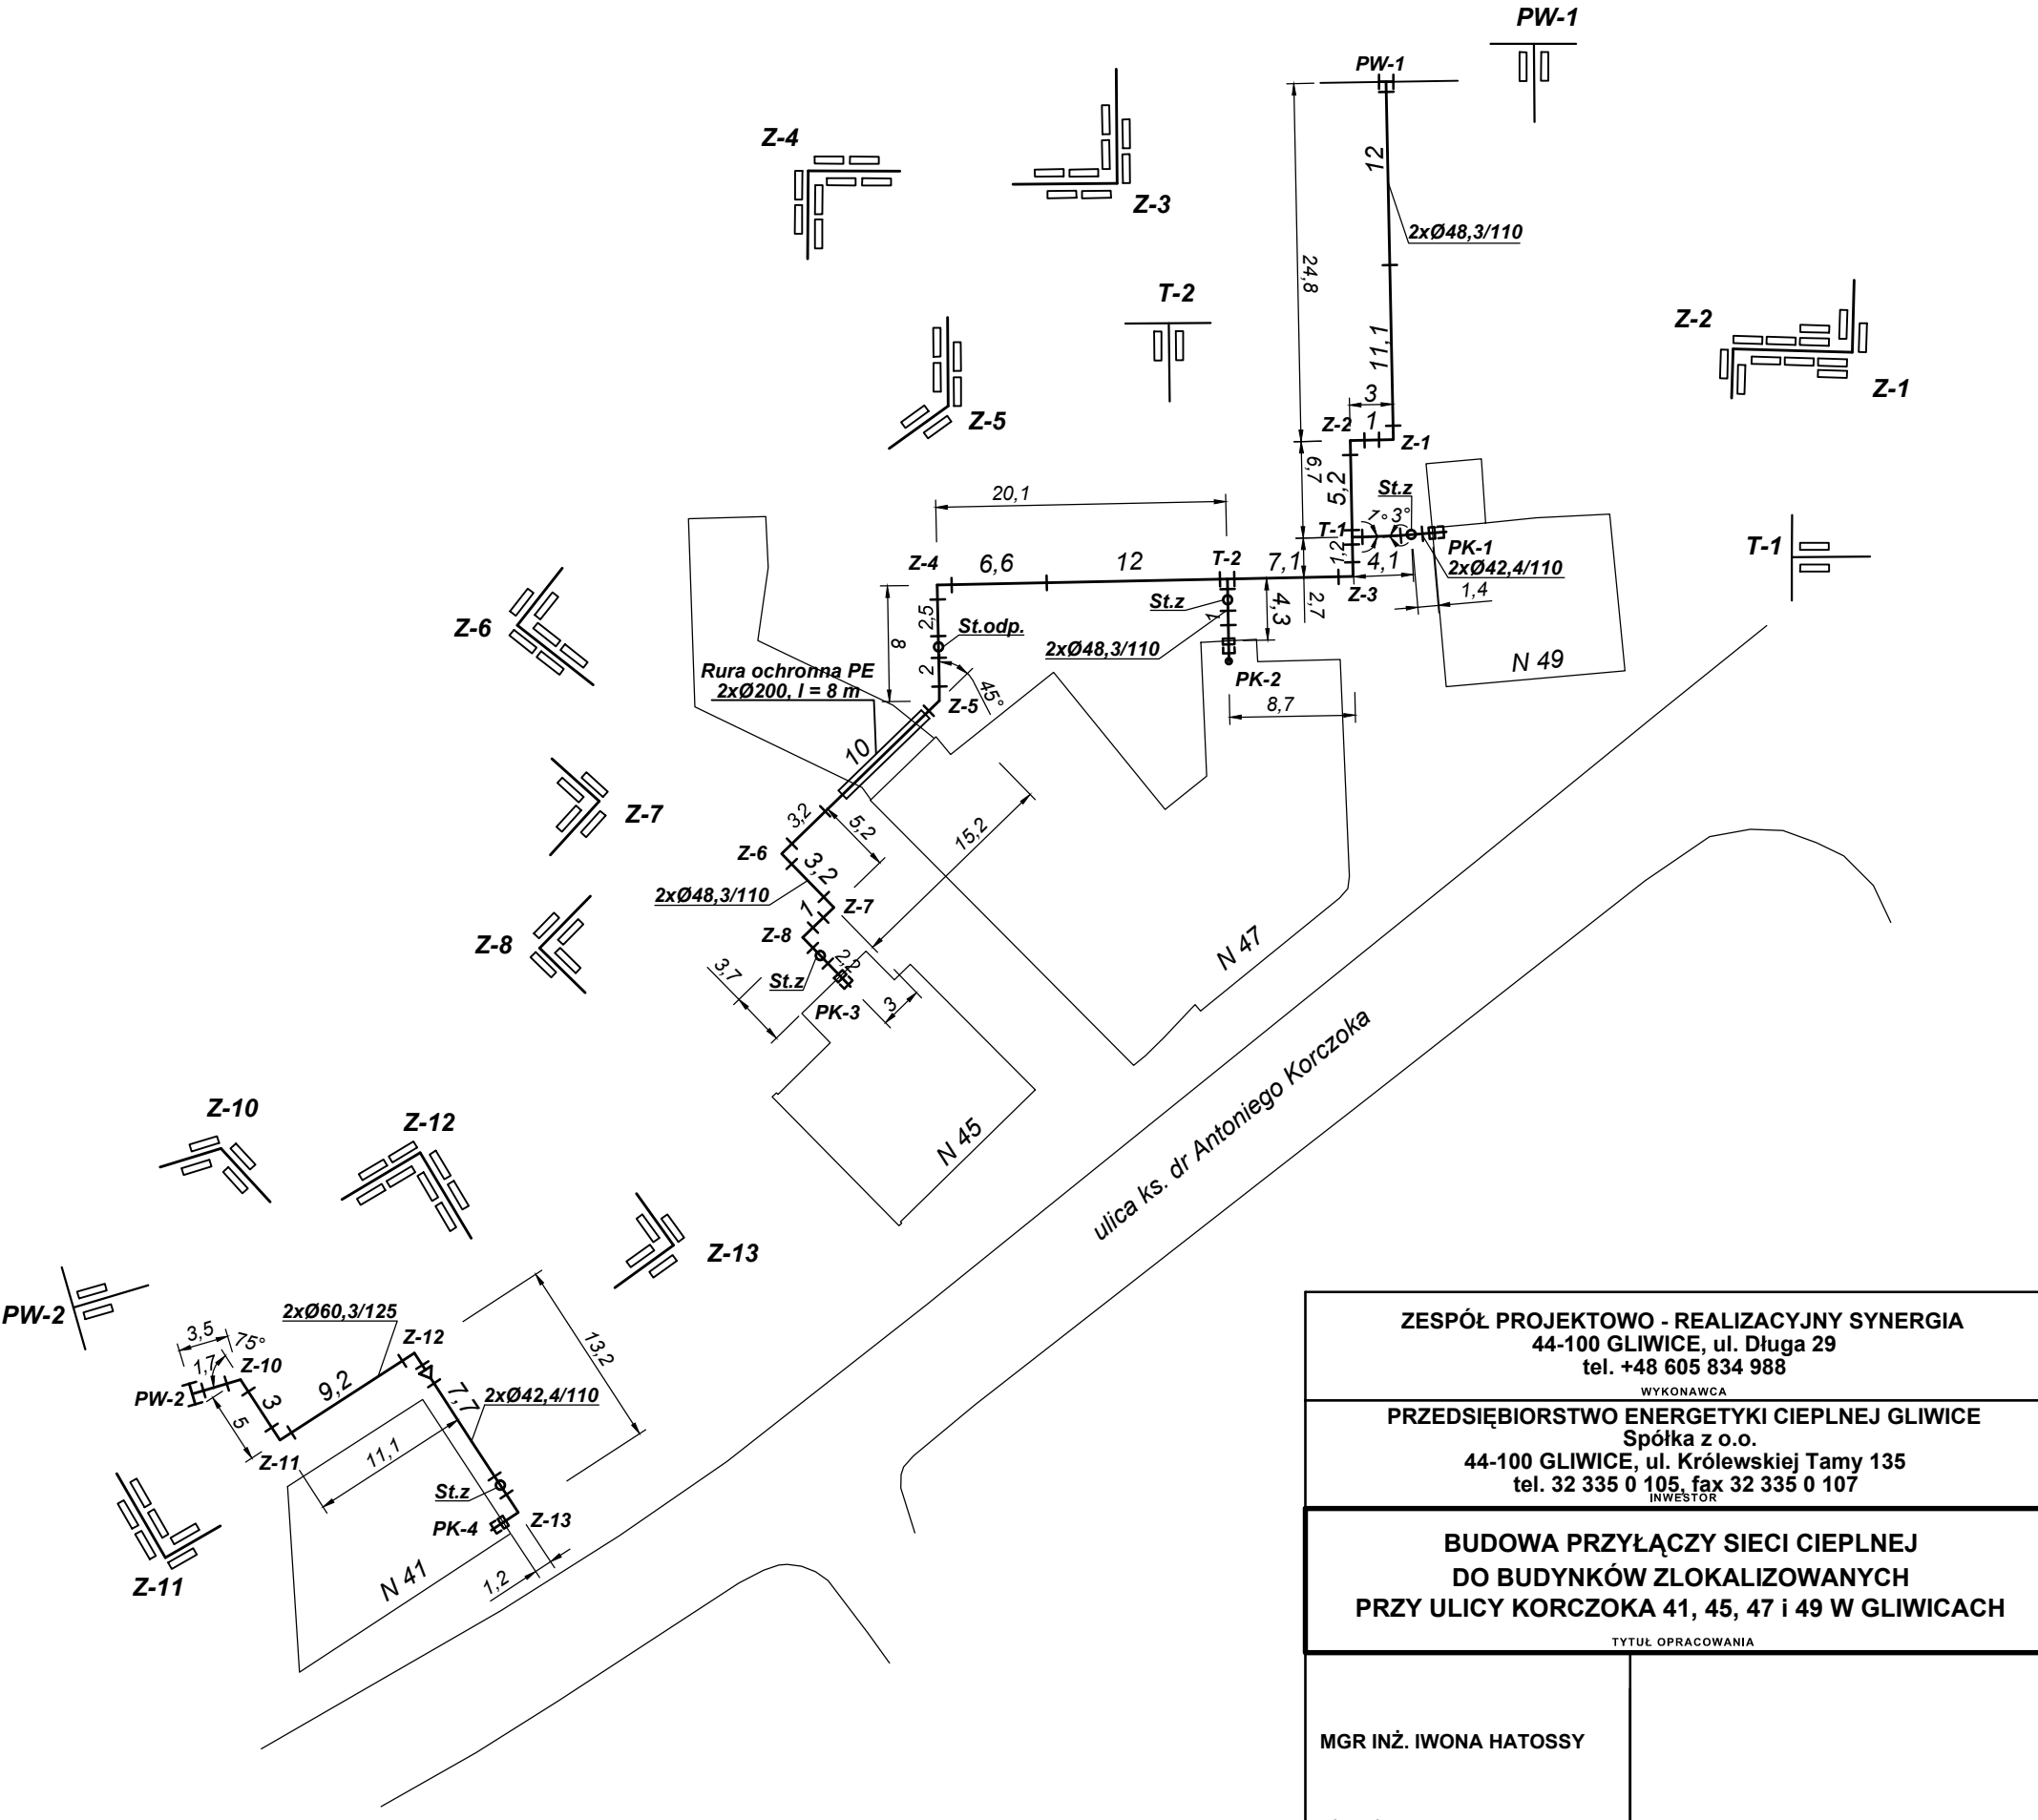 PW-1
PW-1
Z-4
Z-3
12
2xØ48,3/110
24,8
T-2
Z-2
Z-1
11,1
Z-5
3
1
Z-2
Z-1
6,7
5,2
20,1
St.z
7°
3°
T-1
T-1
PK-1
2xØ42,4/110
1,2
4,1
1,4
Z-4
6,6
12
T-2
7,1
Z-3
2,7
4,3
St.z
1
2xØ48,3/110
PK-2
8,7
N 49
2,5
8
St.odp.
2
45°
Z-5
Z-6
Rura ochronna PE
2xØ200, l = 8 m
10
Z-7
3,2
5,2
15,2
Z-6
3,2
2xØ48,3/110
1
Z-7
Z-8
Z-8
2,2
St.z
3,7
3
PK-3
N 47
N 45
ulica ks. dr Antoniego Korczoka
Z-10
Z-12
Z-13
PW-2
2xØ60,3/125
3,5
75°
1,7
Z-10
Z-12
13,2
PW-2
3
9,2
7,7
2xØ42,4/110
5
Z-11
11,1
St.z
PK-4
Z-13
Z-11
N 41
1,2
ZESPÓŁ PROJEKTOWO - REALIZACYJNY SYNERGIA
44-100 GLIWICE, ul. Długa 29
tel. +48 605 834 988
WYKONAWCA
PRZEDSIĘBIORSTWO ENERGETYKI CIEPLNEJ GLIWICE
Spółka z o.o.
44-100 GLIWICE, ul. Królewskiej Tamy 135
tel. 32 335 0 105, fax 32 335 0 107
INWESTOR
BUDOWA PRZYŁĄCZY SIECI CIEPLNEJ
DO BUDYNKÓW ZLOKALIZOWANYCH
PRZY ULICY KORCZOKA 41, 45, 47 i 49 W GLIWICACH
TYTUŁ OPRACOWANIA
MGR INŻ. IWONA HATOSSY